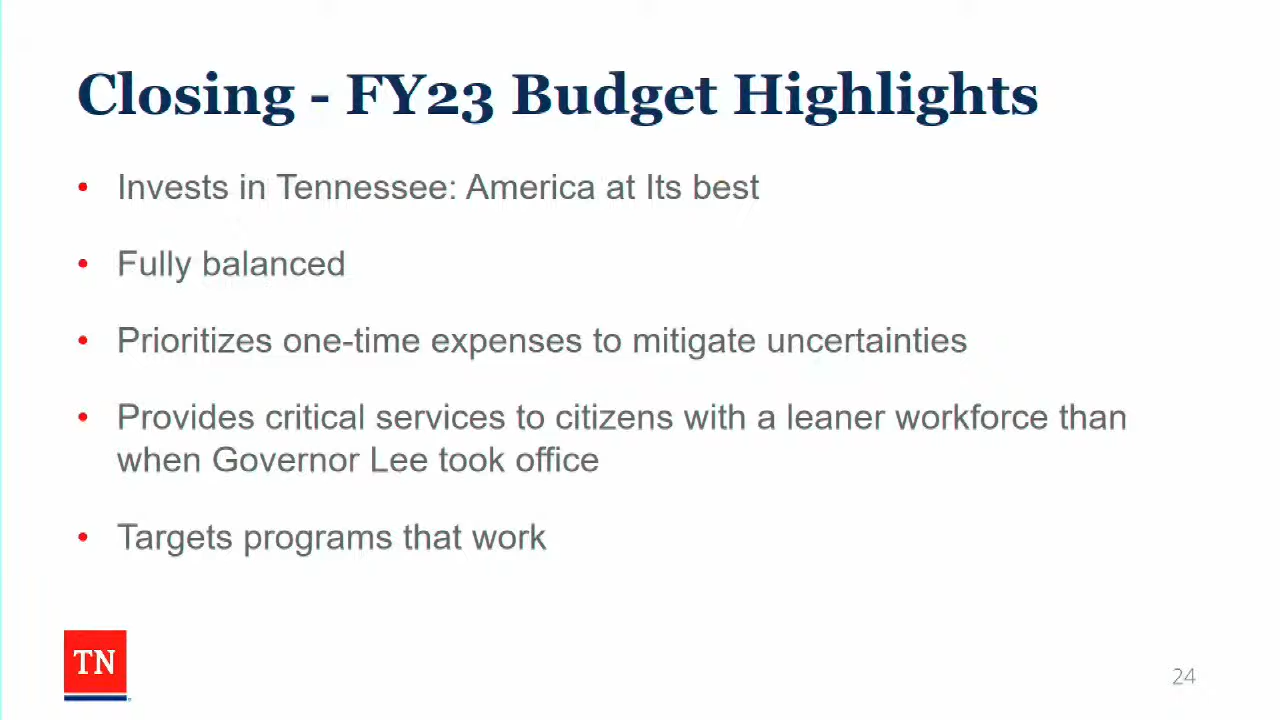 Closing - FY23 Budget Highlights
• Invests in Tennessee: America at Its best
• Fully balanced
• Prioritizes one-time expenses to mitigate uncertainties
• Provides critical services to citizens with a leaner workforce than
when Governor Lee took office
• Targets programs that work
TN
24